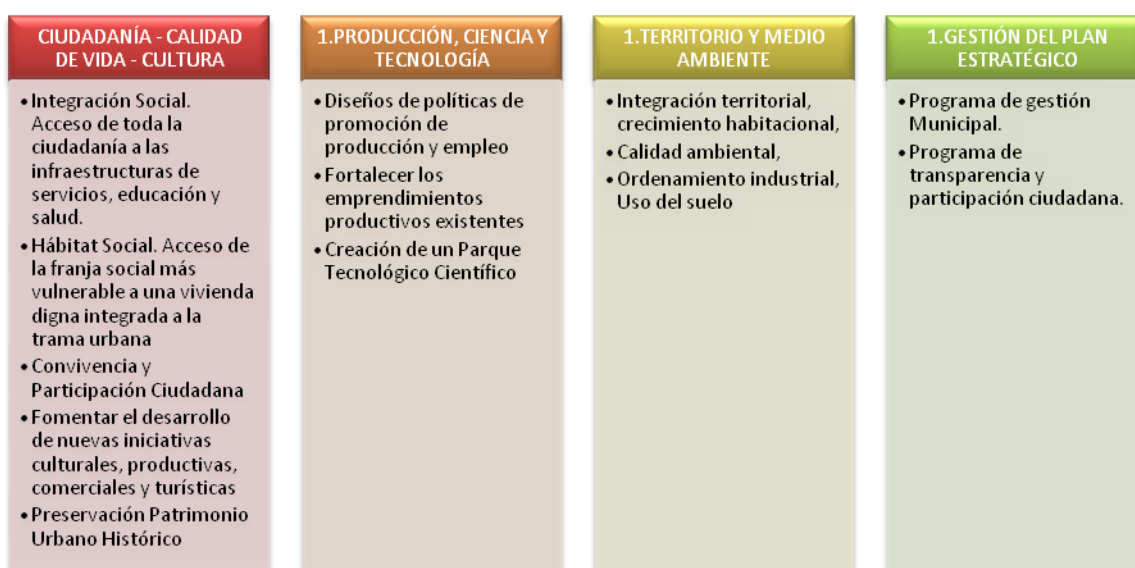 CIUDADANÍA - CALIDAD
DE VIDA - CULTURA
•Integración Social.
Acceso de toda la
ciudadanía a las
infraestructuras de
servicios, educación y
salud.
•Hábitat Social. Acceso de
la franja social más
vulnerable a una vivienda
digna integrada a la
trama urbana
•Convivencia y
Participación Ciudadana
•Fomentar el desarrollo
de nuevas iniciativas
culturales, productivas,
comerciales y turísticas
•Preservación Patrimonio
Urbano Histórico
1.PRODUCCIÓN, CIENCIA Y
TECNOLOGÍA
•Diseños de políticas de
promoción de
producción y empleo
•Fortalecer los
emprendimientos
productivos existentes
•Creación de un Parque
Tecnológico Científico
1.TERRITORIO Y MEDIO
AMBIENTE
•Integración territorial,
crecimiento habitacional,
•Calidad ambiental,
•Ordenamiento industrial,
Uso del suelo
1.GESTIÓN DEL PLAN
ESTRATÉGICO
•Programa de gestión
Municipal.
•Programa de
transparencia y
participación ciudadana.